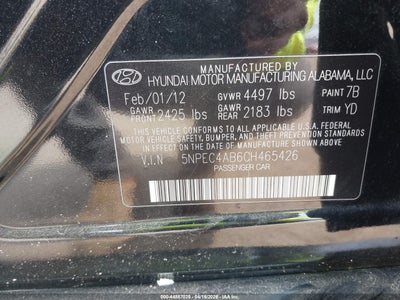 MANUFACTURED BY
HYUNDAI MOTOR MANUFACTURING ALABAMA, LLC
Feb/01/12 GVWR 4497 lbs PAINT 7B
GAWR FRONT 2425 lbs GAWR REAR 2183 lbs TRIM YD
THIS VEHICLE CONFORMS TO ALL APPLICABLE U.S. FEDERAL
MOTOR VEHICLE SAFETY, BUMPER, AND THEFT PREVENTION
STANDARDS IN EFFECT ON THE DATE OF MANUFACTURE SHOWN ABOVE.
V.I.N 5NPEC4AB6CH465426
PASSENGER CAR